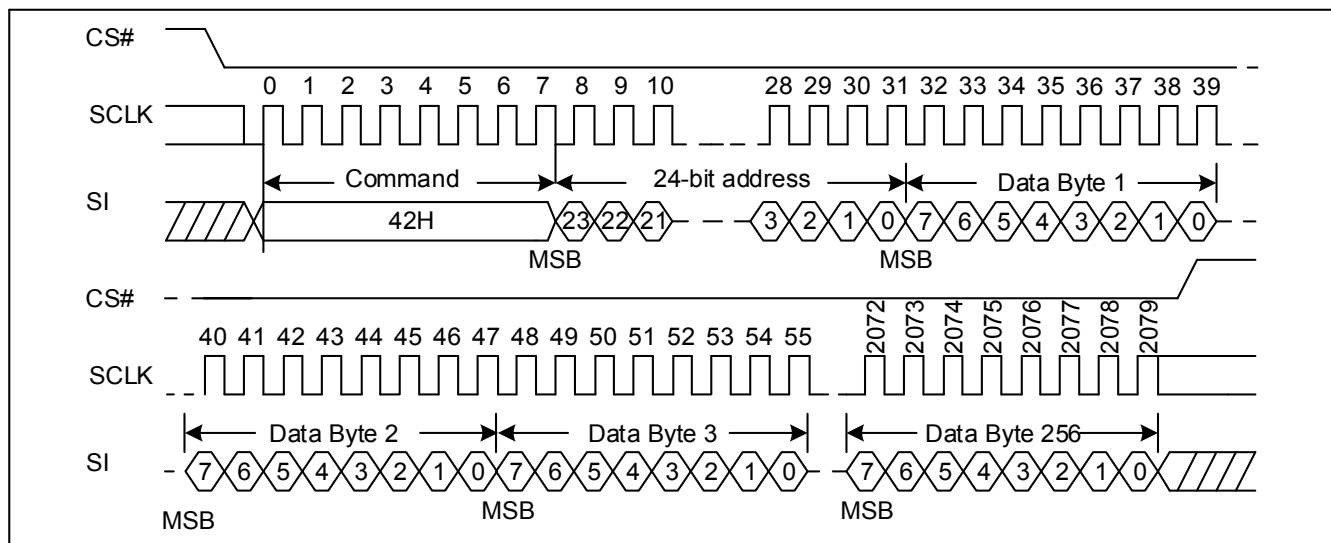 CS#
0 1 2 3 4 5 6 7 8 9 10 28 29 30 31 32 33 34 35 36 37 38 39
SCLK
Command 24-bit address Data Byte 1
SI
42H 23 22 21 3 2 1 0 7 6 5 4 3 2 1 0
MSB MSB
CS#
40 41 42 43 44 45 46 47 48 49 50 51 52 53 54 55 2072 2073 2074 2075 2076 2077 2078 2079
SCLK
Data Byte 2 Data Byte 3 Data Byte 256
SI
7 6 5 4 3 2 1 0 7 6 5 4 3 2 1 0 7 6 5 4 3 2 1 0
MSB MSB MSB